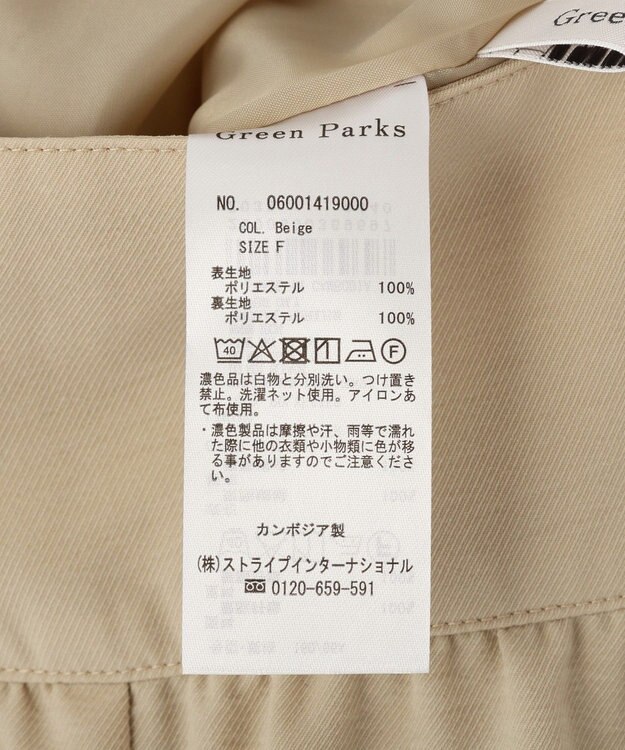 Gree
Green Parks
NO. 06001419000
COL. Beige
SIZE F
表生地
ポリエステル 100%
裏生地
ポリエステル 100%
40 F
濃色品は白物と分別洗い。つけ置き
禁止。洗濯ネット使用。アイロンあ
て布使用。
・濃色製品は摩擦や汗、雨等で濡れ
た際に他の衣類や小物類に色が移
る事がありますのでご注意くださ
い。
カンボジア製
(株)ストライプインターナショナル
0120-659-591